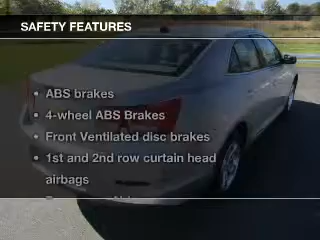 SAFETY FEATURES
• ABS brakes
• 4-wheel ABS Brakes
• Front Ventilated disc brakes
• 1st and 2nd row curtain head
airbags